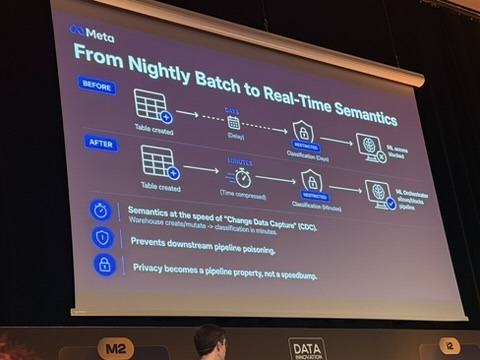 Meta
From Nightly Batch to Real-Time Semantics
BEFORE
Table created
DAYS
(Delay)
RESTRICTED
Classification (Days)
ML access
blocked
AFTER
Table created
MINUTES
(Time compressed)
RESTRICTED
Classification (Minutes)
ML Orchestrator
allows/blocks
pipeline
Semantics at the speed of "Change Data Capture" (CDC).
Warehouse create/mutate -> classification in minutes.
Prevents downstream pipeline poisoning.
Privacy becomes a pipeline property, not a speedbump.
M2
DATA
INNOVATION